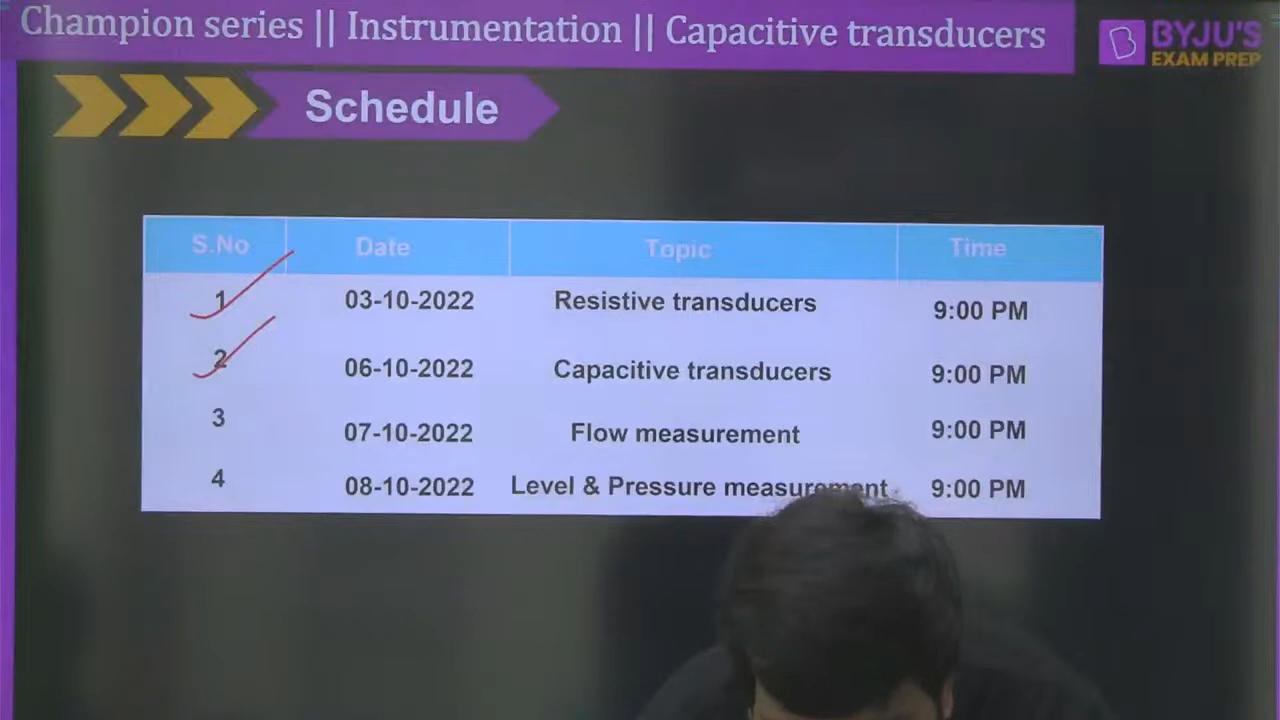 Champion series || Instrumentation || Capacitive transducers
BYJU'S
EXAM PREP
Schedule
S.No Date Topic Time
1 03-10-2022 Resistive transducers 9:00 PM
2 06-10-2022 Capacitive transducers 9:00 PM
3 07-10-2022 Flow measurement 9:00 PM
4 08-10-2022 Level & Pressure measurement 9:00 PM